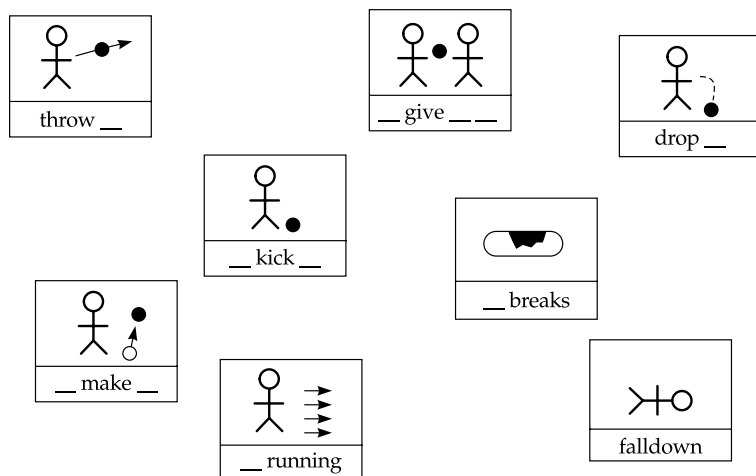 throw __
__ give __ __
drop __
__ kick __
__ breaks
__ make __
__ running
falldown